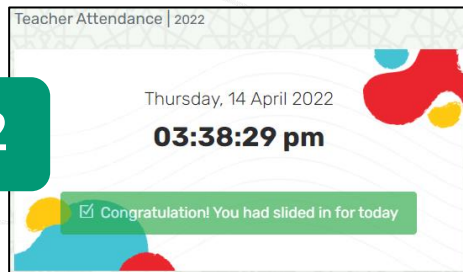 Teacher Attendance | 2022
Thursday, 14 April 2022
03:38:29 pm
2
☑ Congratulation! You had slided in for today